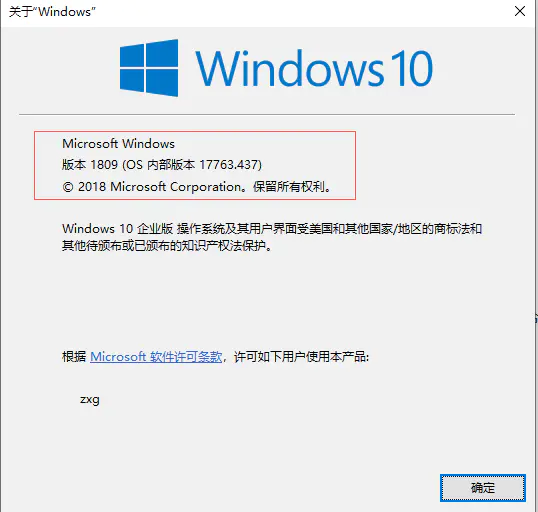 关于“Windows”
Windows 10
Microsoft Windows
版本 1809 (OS 内部版本 17763.437)
© 2018 Microsoft Corporation。保留所有权利。
Windows 10 企业版 操作系统及其用户界面受美国和其他国家/地区的商标法和
其他待颁布或已颁布的知识产权法保护。
根据 Microsoft 软件许可条款，许可如下用户使用本产品:
zxg
确定